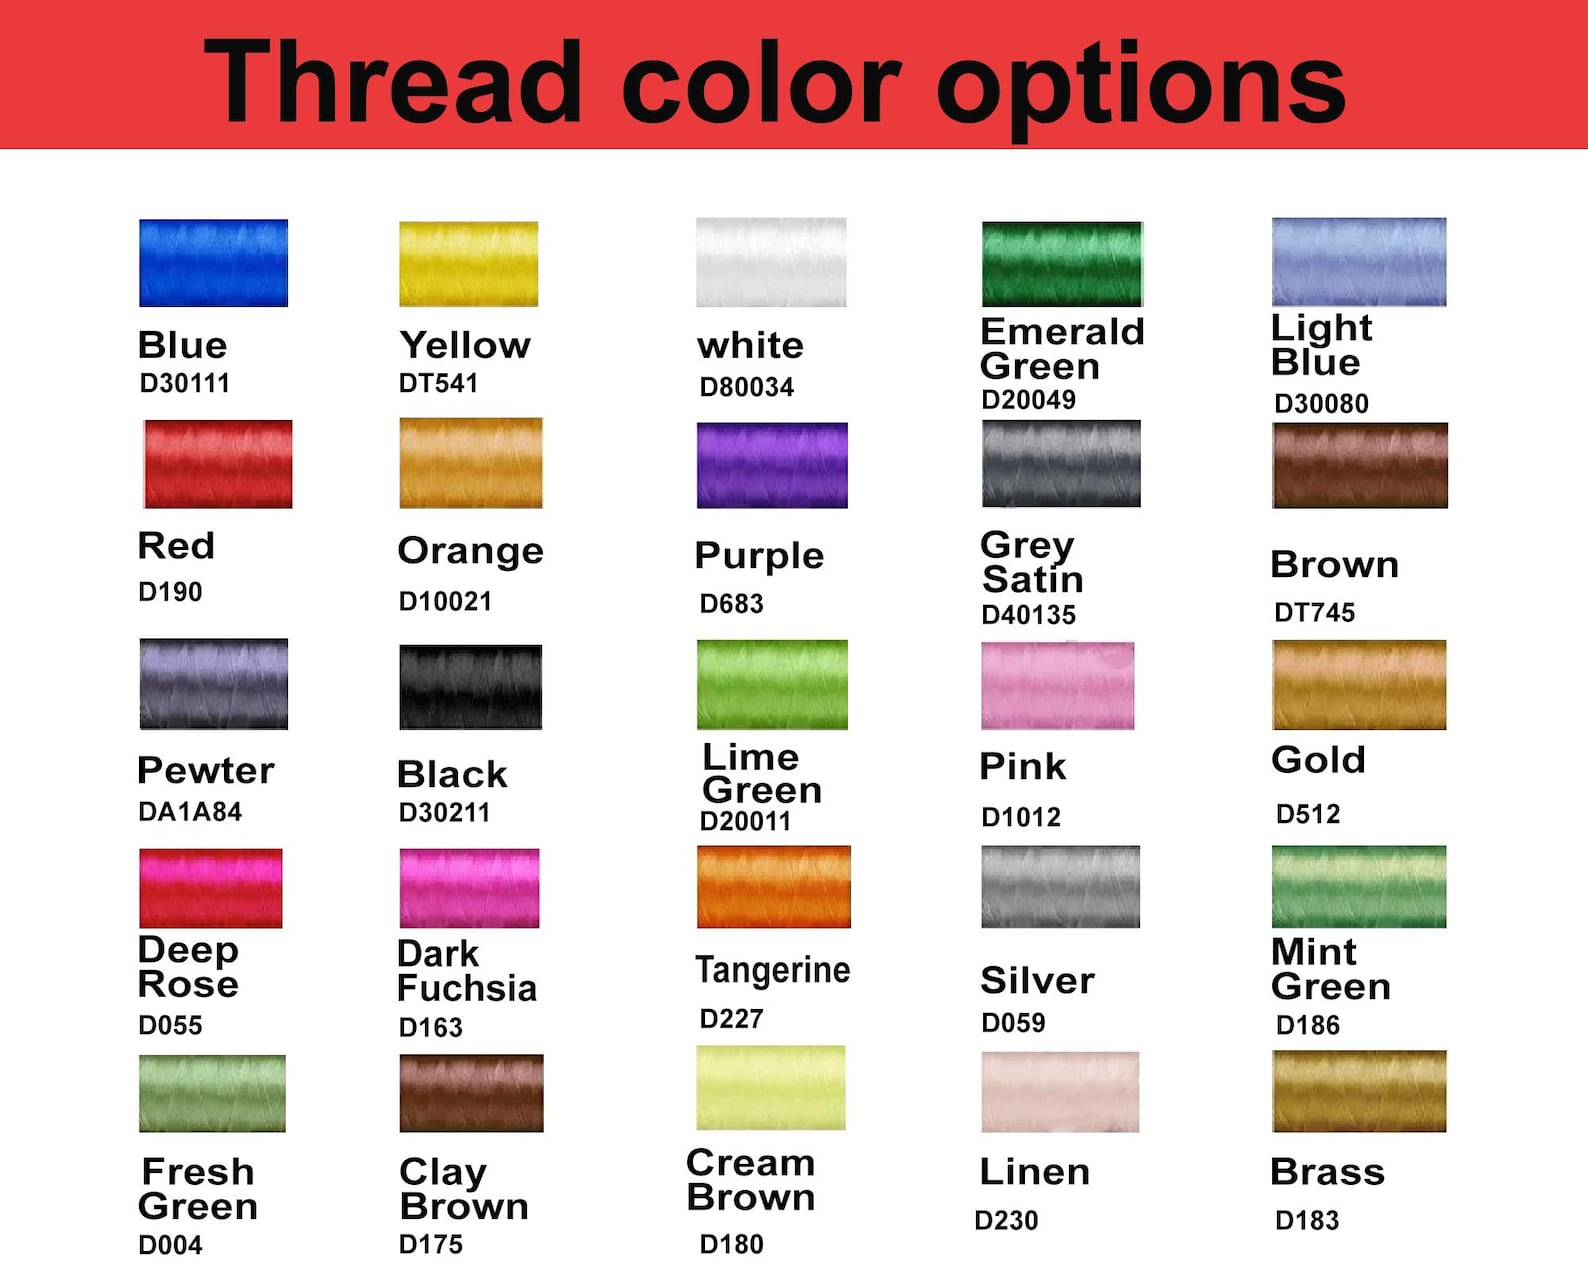 Thread color options
Blue
D30111
Yellow
DT541
white
D80034
Emerald
Green
D20049
Light
Blue
D30080
Red
D190
Orange
D10021
Purple
D683
Grey
Satin
D40135
Brown
DT745
Pewter
DA1A84
Black
D30211
Lime
Green
D20011
Pink
D1012
Gold
D512
Deep
Rose
D055
Dark
Fuchsia
D163
Tangerine
D227
Silver
D059
Mint
Green
D186
Fresh
Green
D004
Clay
Brown
D175
Cream
Brown
D180
Linen
D230
Brass
D183